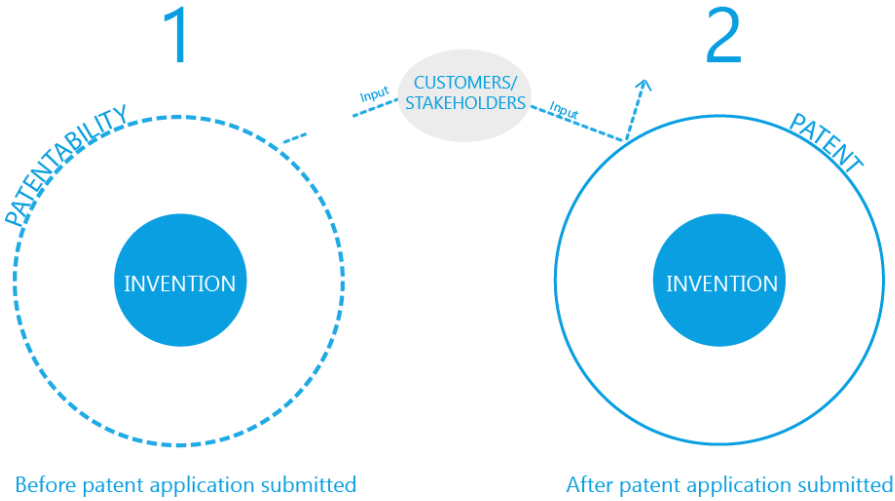 1
2
CUSTOMERS/
STAKEHOLDERS
Input
Input
PATENTABILITY
PATENT
INVENTION
INVENTION
Before patent application submitted
After patent application submitted